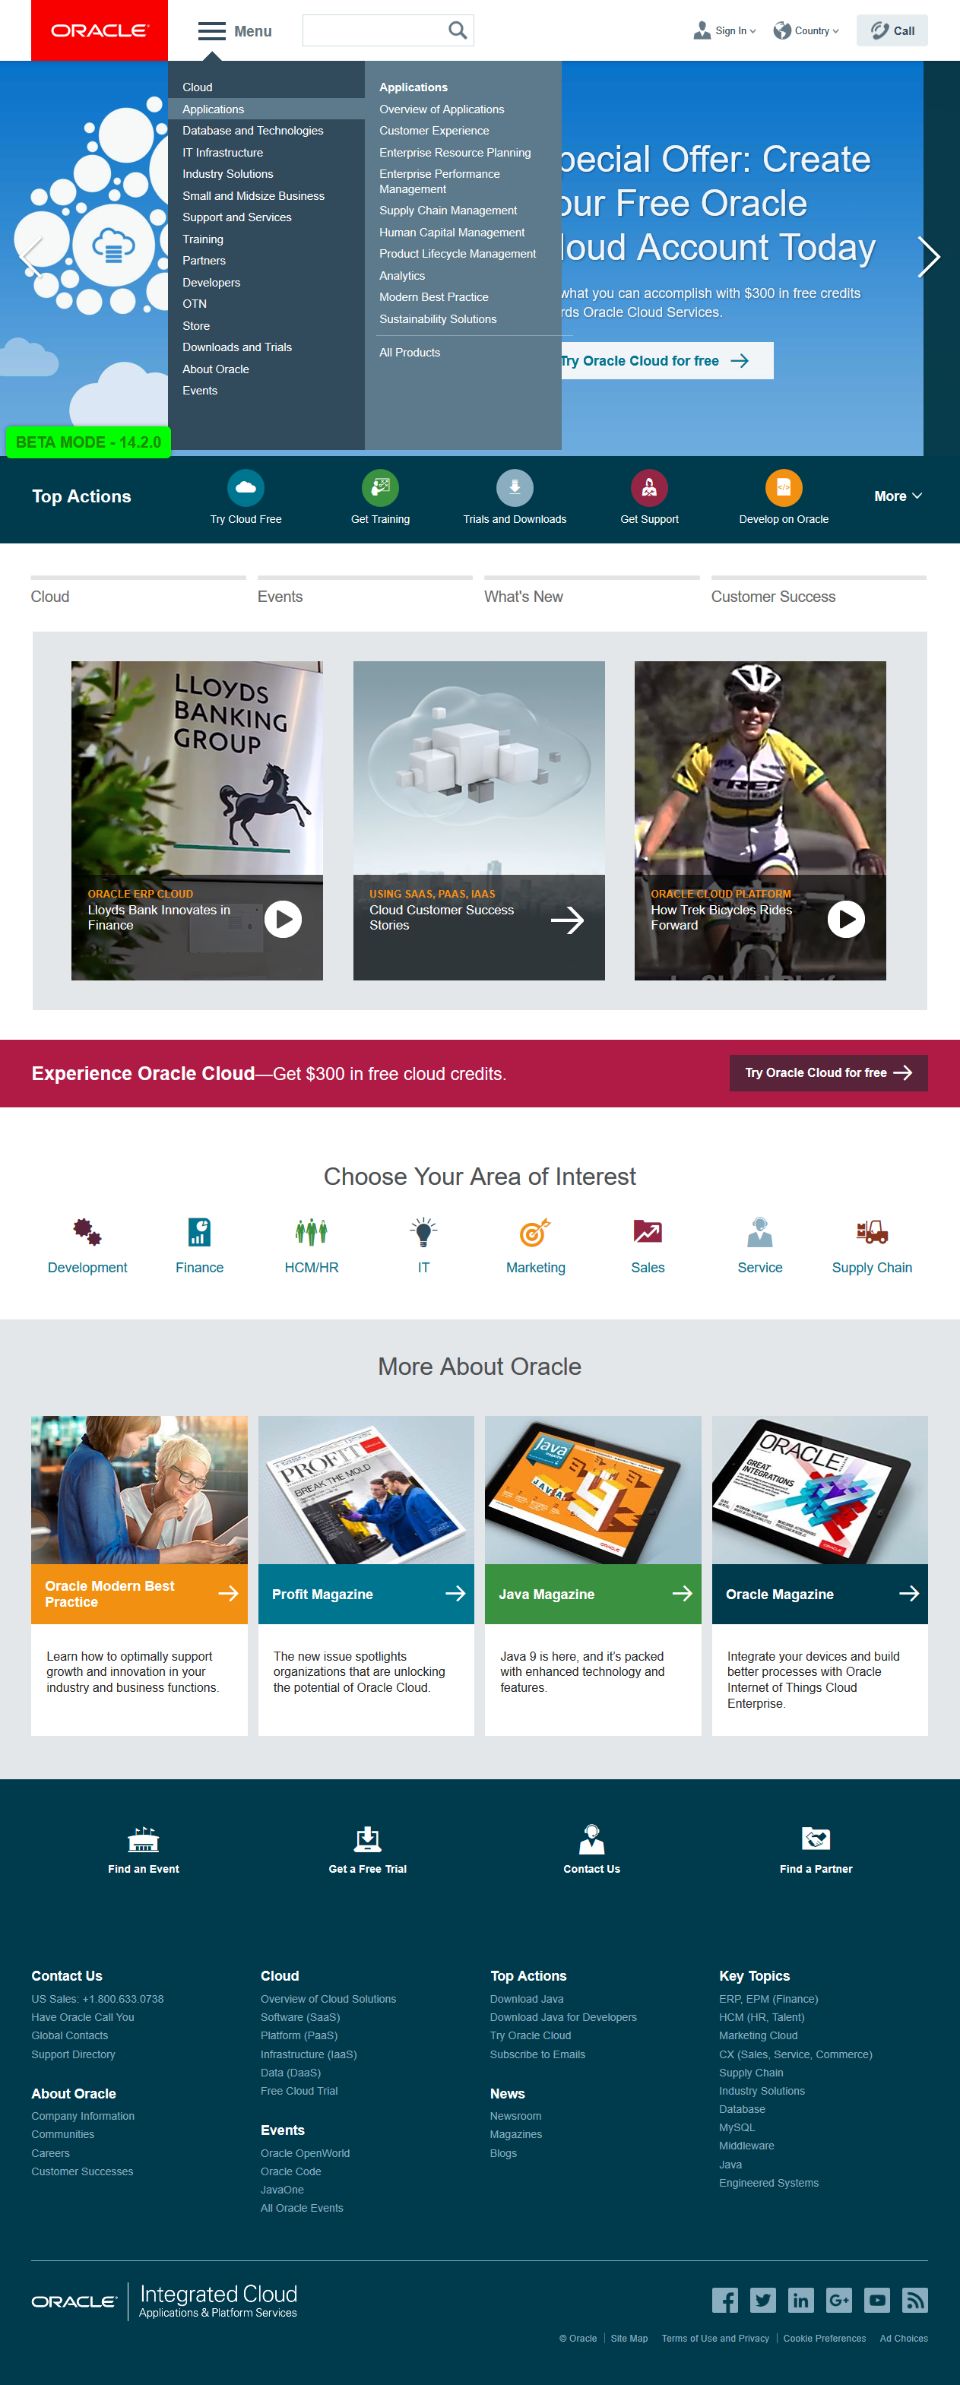 ORACLE
Menu
Sign In
Country
Call
Cloud
Applications
Database and Technologies
IT Infrastructure
Industry Solutions
Small and Midsize Business
Support and Services
Training
Partners
Developers
OTN
Store
Downloads and Trials
About Oracle
Events
Applications
Overview of Applications
Customer Experience
Enterprise Resource Planning
Enterprise Performance
Management
Supply Chain Management
Human Capital Management
Product Lifecycle Management
Analytics
Modern Best Practice
Sustainability Solutions
All Products
pecial Offer: Create
our Free Oracle
loud Account Today
what you can accomplish with $300 in free credits
rds Oracle Cloud Services.
Try Oracle Cloud for free
BETA MODE - 14.2.0
Top Actions
Try Cloud Free
Get Training
Trials and Downloads
Get Support
Develop on Oracle
More
Cloud
Events
What's New
Customer Success
LLOYDS
BANKING
GROUP
ORACLE ERP CLOUD
Lloyds Bank Innovates in
Finance
USING SAAS, PAAS, IAAS
Cloud Customer Success
Stories
TREK
ORACLE CLOUD PLATFORM
How Trek Bicycles Rides
Forward
20
Experience Oracle Cloud—Get $300 in free cloud credits.
Try Oracle Cloud for free
Choose Your Area of Interest
Development
Finance
HCM/HR
IT
Marketing
Sales
Service
Supply Chain
More About Oracle
PROFIT
BREAK THE MOLD
Java
JAVA
ORACLE
GREAT
INTEGRATIONS
Oracle Modern Best
Practice
Profit Magazine
Java Magazine
Oracle Magazine
Learn how to optimally support
growth and innovation in your
industry and business functions.
The new issue spotlights
organizations that are unlocking
the potential of Oracle Cloud.
Java 9 is here, and it's packed
with enhanced technology and
features.
Integrate your devices and build
better processes with Oracle
Internet of Things Cloud
Enterprise.
Find an Event
Get a Free Trial
Contact Us
Find a Partner
Contact Us
US Sales: +1.800.633.0738
Have Oracle Call You
Global Contacts
Support Directory
About Oracle
Company Information
Communities
Careers
Customer Successes
Cloud
Overview of Cloud Solutions
Software (SaaS)
Platform (PaaS)
Infrastructure (IaaS)
Data (DaaS)
Free Cloud Trial
Events
Oracle OpenWorld
Oracle Code
JavaOne
All Oracle Events
Top Actions
Download Java
Download Java for Developers
Try Oracle Cloud
Subscribe to Emails
News
Newsroom
Magazines
Blogs
Key Topics
ERP, EPM (Finance)
HCM (HR, Talent)
Marketing Cloud
CX (Sales, Service, Commerce)
Supply Chain
Industry Solutions
Database
MySQL
Middleware
Java
Engineered Systems
ORACLE
Integrated Cloud
Applications & Platform Services
© Oracle
Site Map
Terms of Use and Privacy
Cookie Preferences
Ad Choices